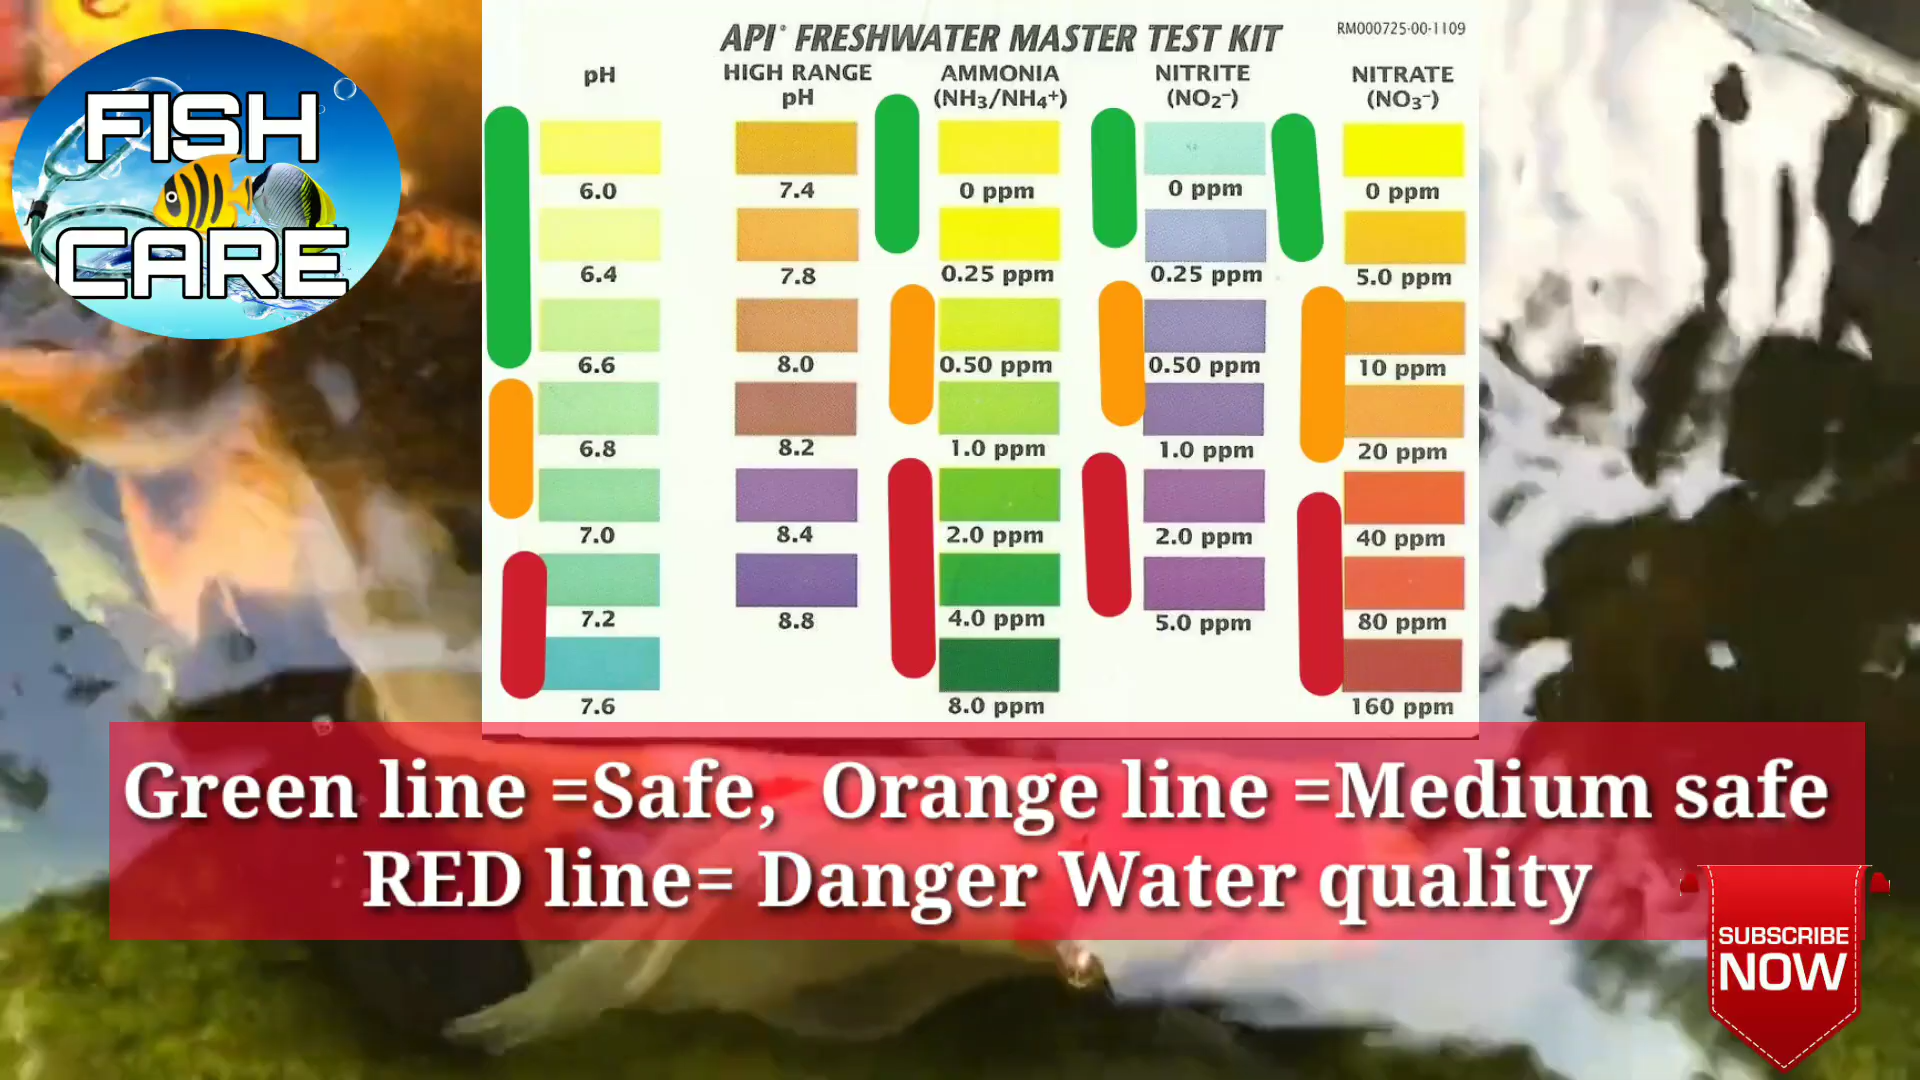 FISH
CARE
API® FRESHWATER MASTER TEST KIT
RM000725-00-1109
pH
HIGH RANGE
pH
AMMONIA
(NH3/NH4+)
NITRITE
(NO2-)
NITRATE
(NO3-)
6.0 7.4 0 ppm 0 ppm 0 ppm
6.4 7.8 0.25 ppm 0.25 ppm 5.0 ppm
6.6 8.0 0.50 ppm 0.50 ppm 10 ppm
6.8 8.2 1.0 ppm 1.0 ppm 20 ppm
7.0 8.4 2.0 ppm 2.0 ppm 40 ppm
7.2 8.8 4.0 ppm 5.0 ppm 80 ppm
7.6 8.0 ppm 160 ppm
Green line =Safe, Orange line =Medium safe
RED line= Danger Water quality
SUBSCRIBE
NOW